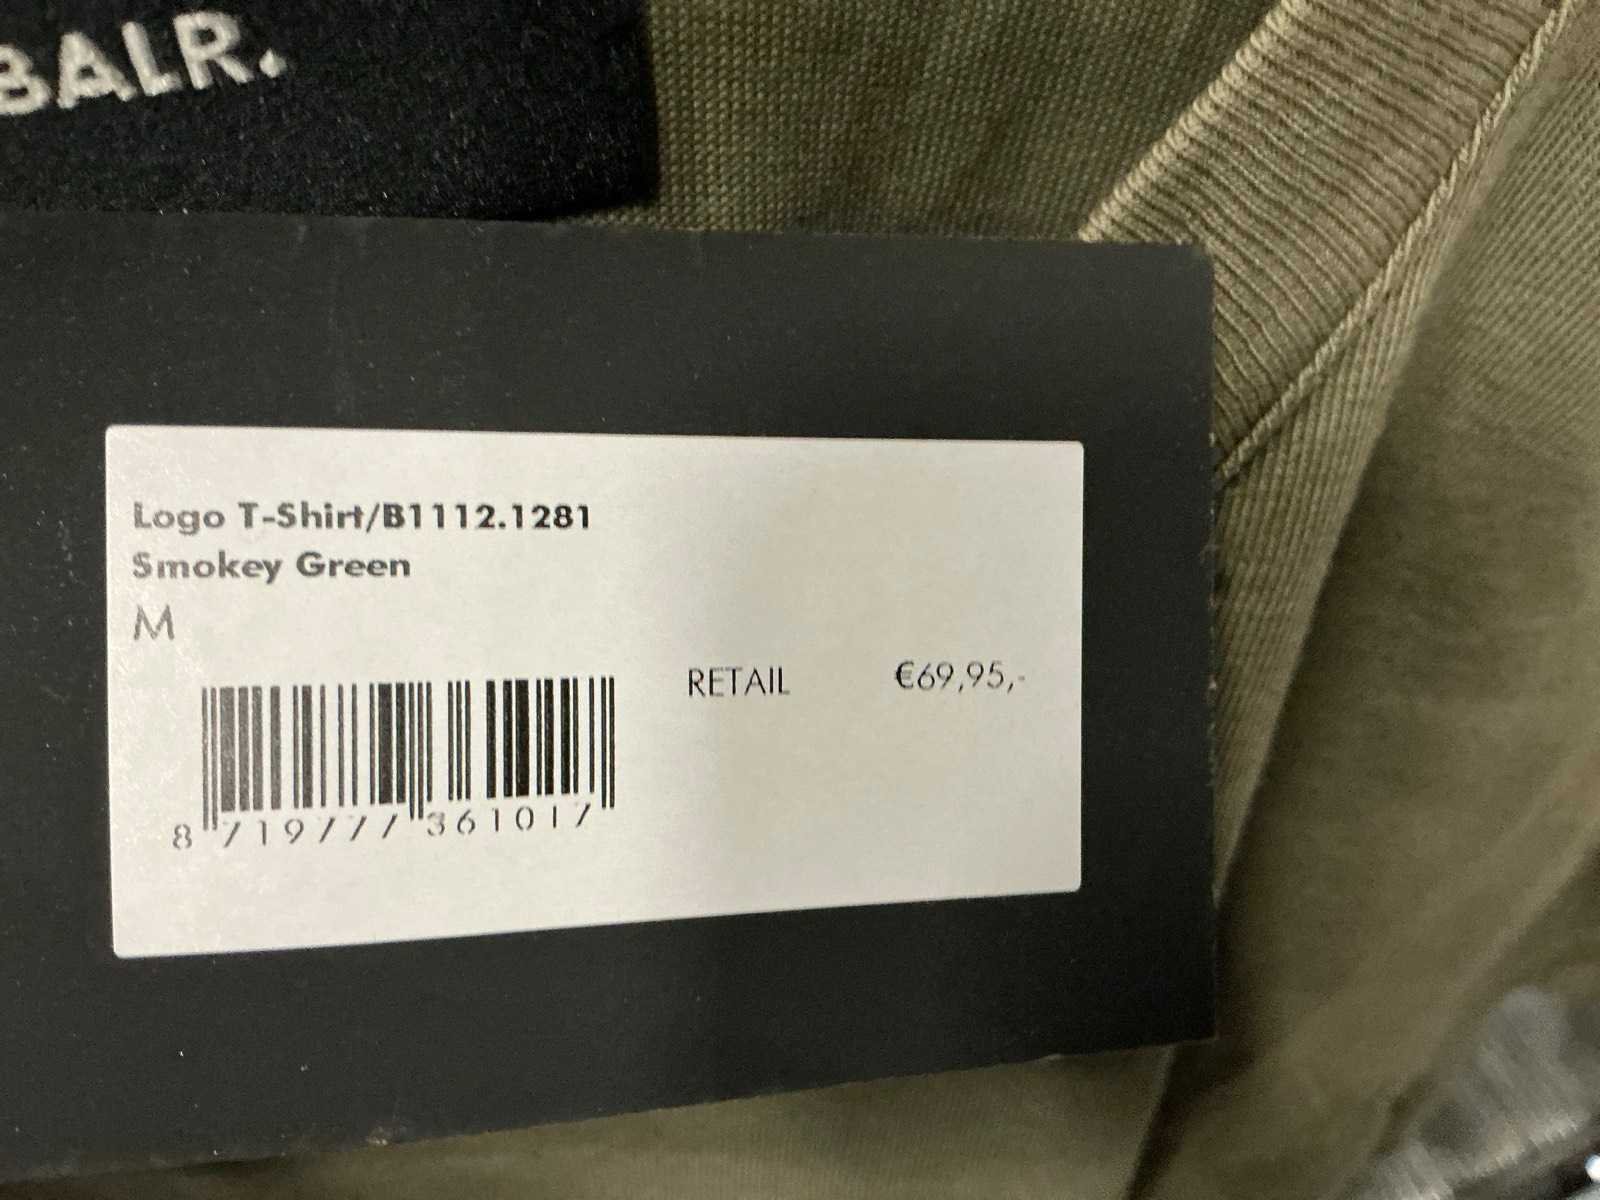 BALR.
Logo T-Shirt/B1112.1281
Smokey Green
M
RETAIL €69,95,-
8 719777 361017